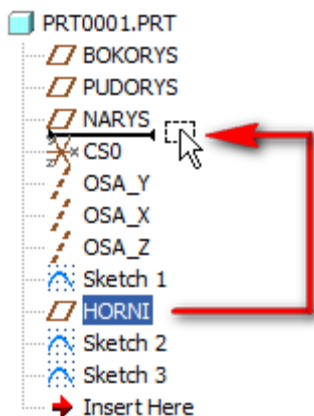 PRT0001.PRT
BOKORYS
PUDORYS
NARYS
CS0
OSA_Y
OSA_X
OSA_Z
Sketch 1
HORNI
Sketch 2
Sketch 3
Insert Here